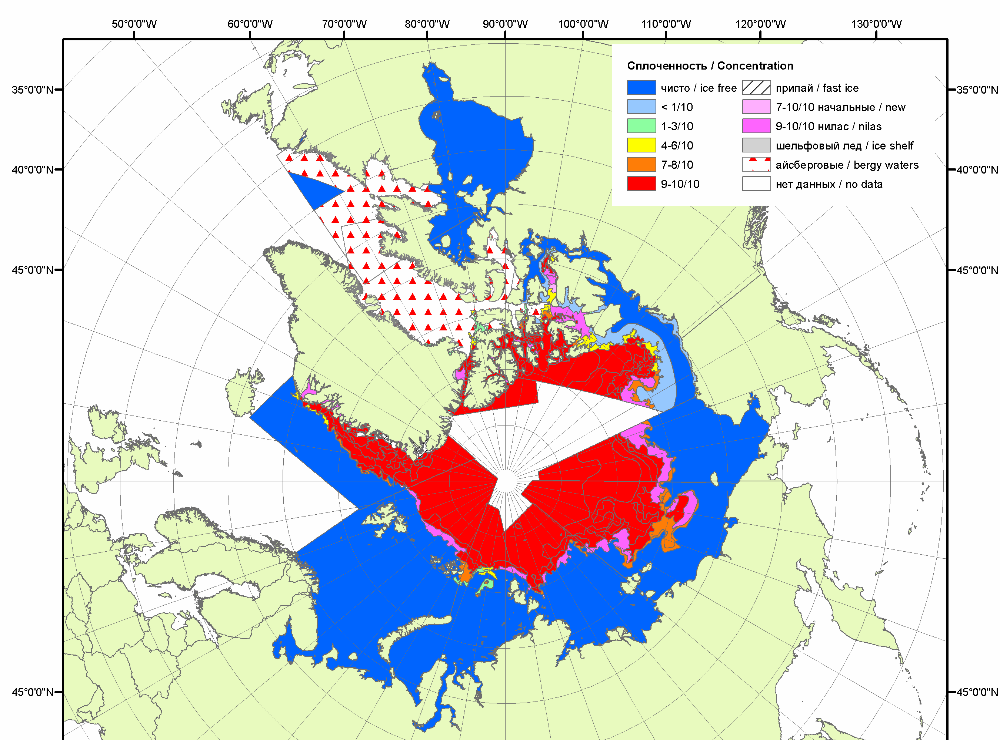 50°0'0"W 60°0'0"W 70°0'0"W 80°0'0"W 90°0'0"W 100°0'0"W 110°0'0"W 120°0'0"W 130°0'0"W
Сплоченность / Concentration
чисто / ice free
< 1/10
1-3/10
4-6/10
7-8/10
9-10/10
припай / fast ice
7-10/10 начальные / new
9-10/10 нилас / nilas
шельфовый лед / ice shelf
айсберговые / bergy waters
нет данных / no data
35°0'0"N
40°0'0"N
45°0'0"N
45°0'0"N
35°0'0"N
40°0'0"N
45°0'0"N
45°0'0"N